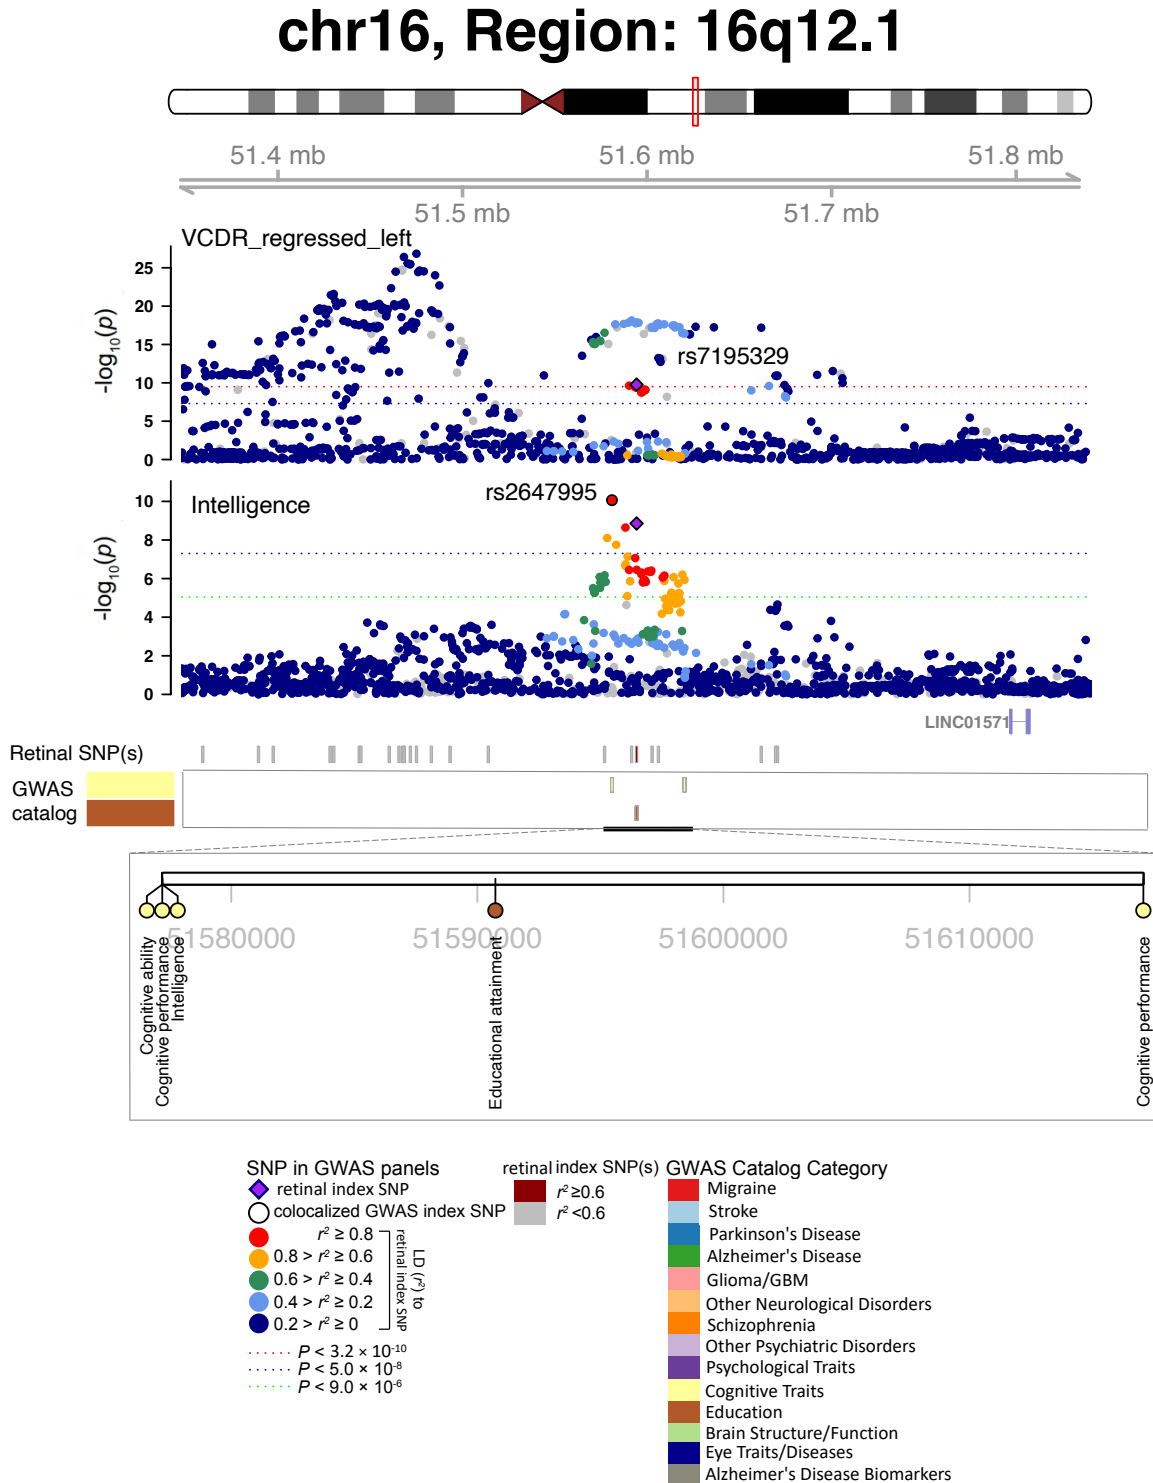 chr16, Region: 16q12.1
51.4 mb 51.6 mb 51.8 mb
51.5 mb 51.7 mb
VCDR_regressed_left
-log10(p)
25
20
15
10
5
0
rs7195329
Intelligence
rs2647995
-log10(p)
10
8
6
4
2
0
LINC01571
Retinal SNP(s)
GWAS
catalog
51580000 51590000 51600000 51610000
Cognitive ability
Cognitive performance
Intelligence
Educational attainment
Cognitive performance
SNP in GWAS panels
retinal index SNP
colocalized GWAS index SNP
r² ≥ 0.8
0.8 > r² ≥ 0.6
0.6 > r² ≥ 0.4
0.4 > r² ≥ 0.2
0.2 > r² ≥ 0
LD (r²) to
retinal index SNP
P < 3.2 × 10⁻¹⁰
P < 5.0 × 10⁻⁸
P < 9.0 × 10⁻⁶
retinal index SNP(s)
r² ≥0.6
r² <0.6
GWAS Catalog Category
Migraine
Stroke
Parkinson's Disease
Alzheimer's Disease
Glioma/GBM
Other Neurological Disorders
Schizophrenia
Other Psychiatric Disorders
Psychological Traits
Cognitive Traits
Education
Brain Structure/Function
Eye Traits/Diseases
Alzheimer's Disease Biomarkers